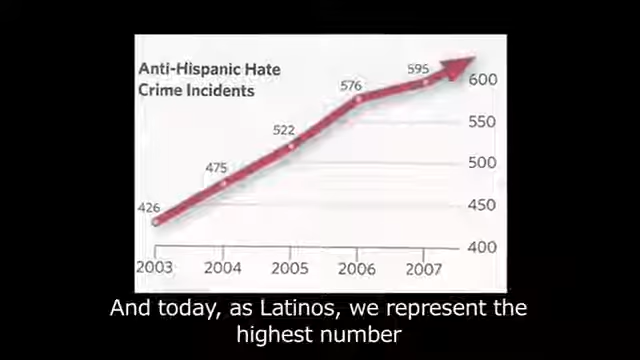 Anti-Hispanic Hate
Crime Incidents
595
600
576
550
522
500
475
450
426
400
2003 2004 2005 2006 2007
And today, as Latinos, we represent the
highest number